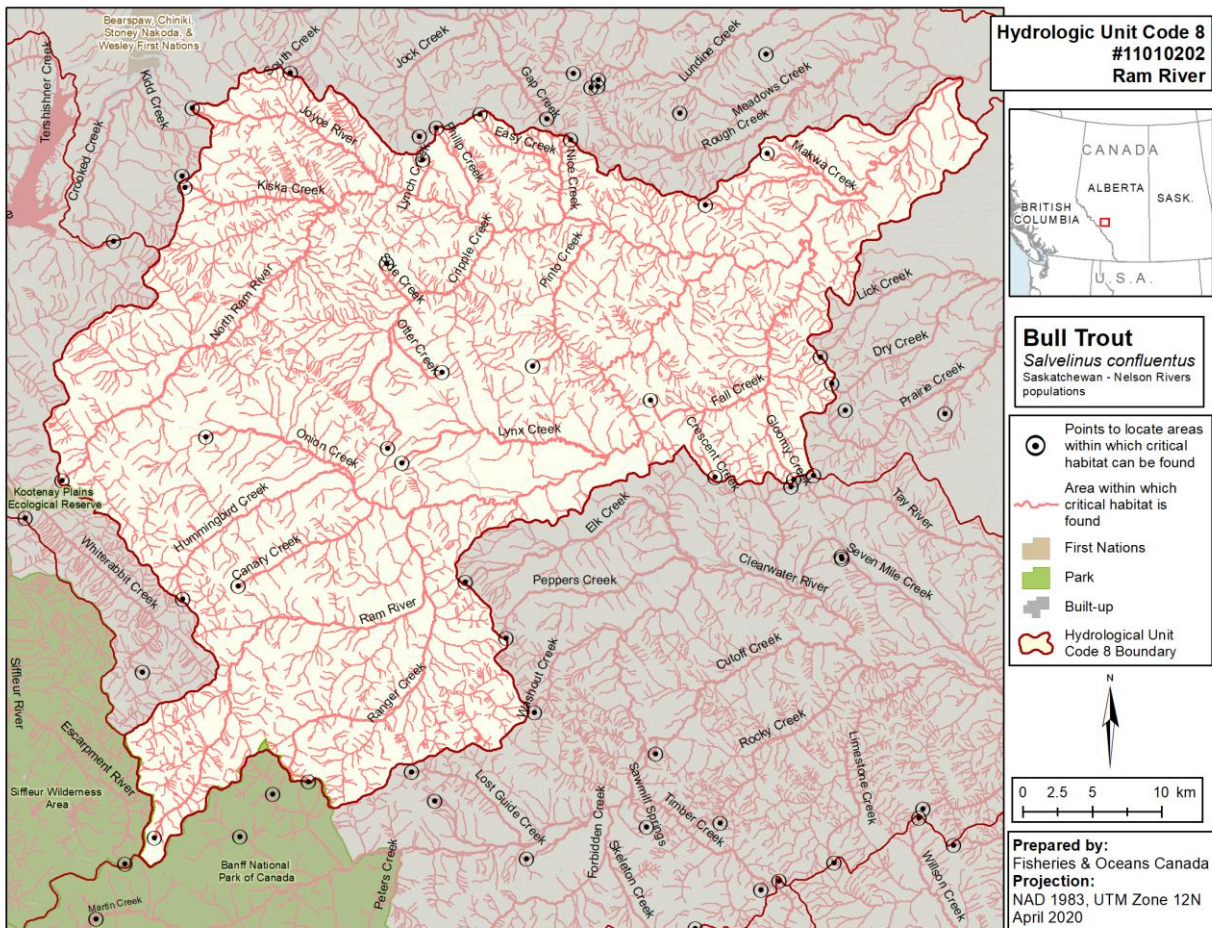 Hydrologic Unit Code 8
#11010202
Ram River
CANADA
ALBERTA
SASK.
BRITISH
COLUMBIA
U.S.A.
Bull Trout
Salvelinus confluentus
Saskatchewan - Nelson Rivers
populations
Points to locate areas
within which critical
habitat can be found
Area within which
critical habitat is
found
First Nations
Park
Built-up
Hydrological Unit
Code 8 Boundary
N
0 2.5 5 10 km
Prepared by:
Fisheries & Oceans Canada
Projection:
NAD 1983, UTM Zone 12N
April 2020
Bearspaw, Chiniki,
Stoney Nakoda, &
Wesley First Nations
Tershishner Creek
Crooked Creek
Kidd Creek
South Creek
Jock Creek
Gap Creek
Lundine Creek
Meadows Creek
Rough Creek
Joyce River
Lynch Creek
Philip Creek
Easy Creek
Nice Creek
Makwa Creek
Kiska Creek
Cripple Creek
Pinto Creek
North Ram River
Otter Creek
Lick Creek
Dry Creek
Prairie Creek
Fall Creek
Crescent Creek
Gloomy Creek
Lynx Creek
Onion Creek
Hummingbird Creek
Canary Creek
Kootenay Plains
Ecological Reserve
Whiterabbit Creek
Ram River
Ranger Creek
Elk Creek
Peppers Creek
Clearwater River
Seven Mile Creek
Tay River
Cutoff Creek
Washout Creek
Rocky Creek
Limestone Creek
Siffleur River
Escarpment River
Siffleur Wilderness
Area
Banff National
Park of Canada
Martin Creek
Peters Creek
Lost Guide Creek
Forbidden Creek
Skeleton Creek
Sawmill Springs
Timber Creek
Willson Creek